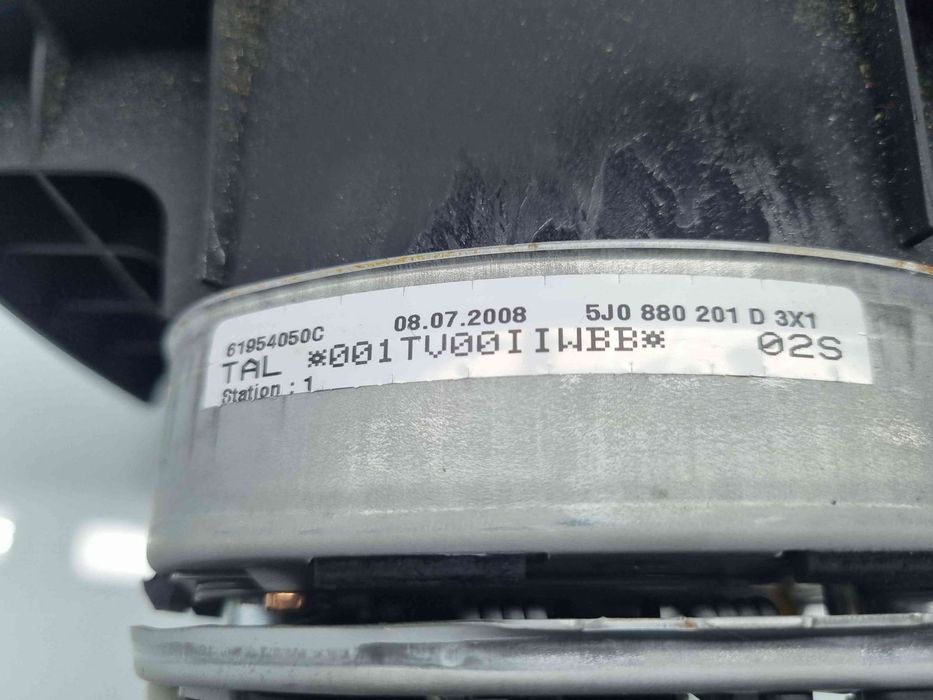 61954050C 08.07.2008 5J0 880 201 D 3X1
TAL *001TV00IIWBB* 02S
Station : 1